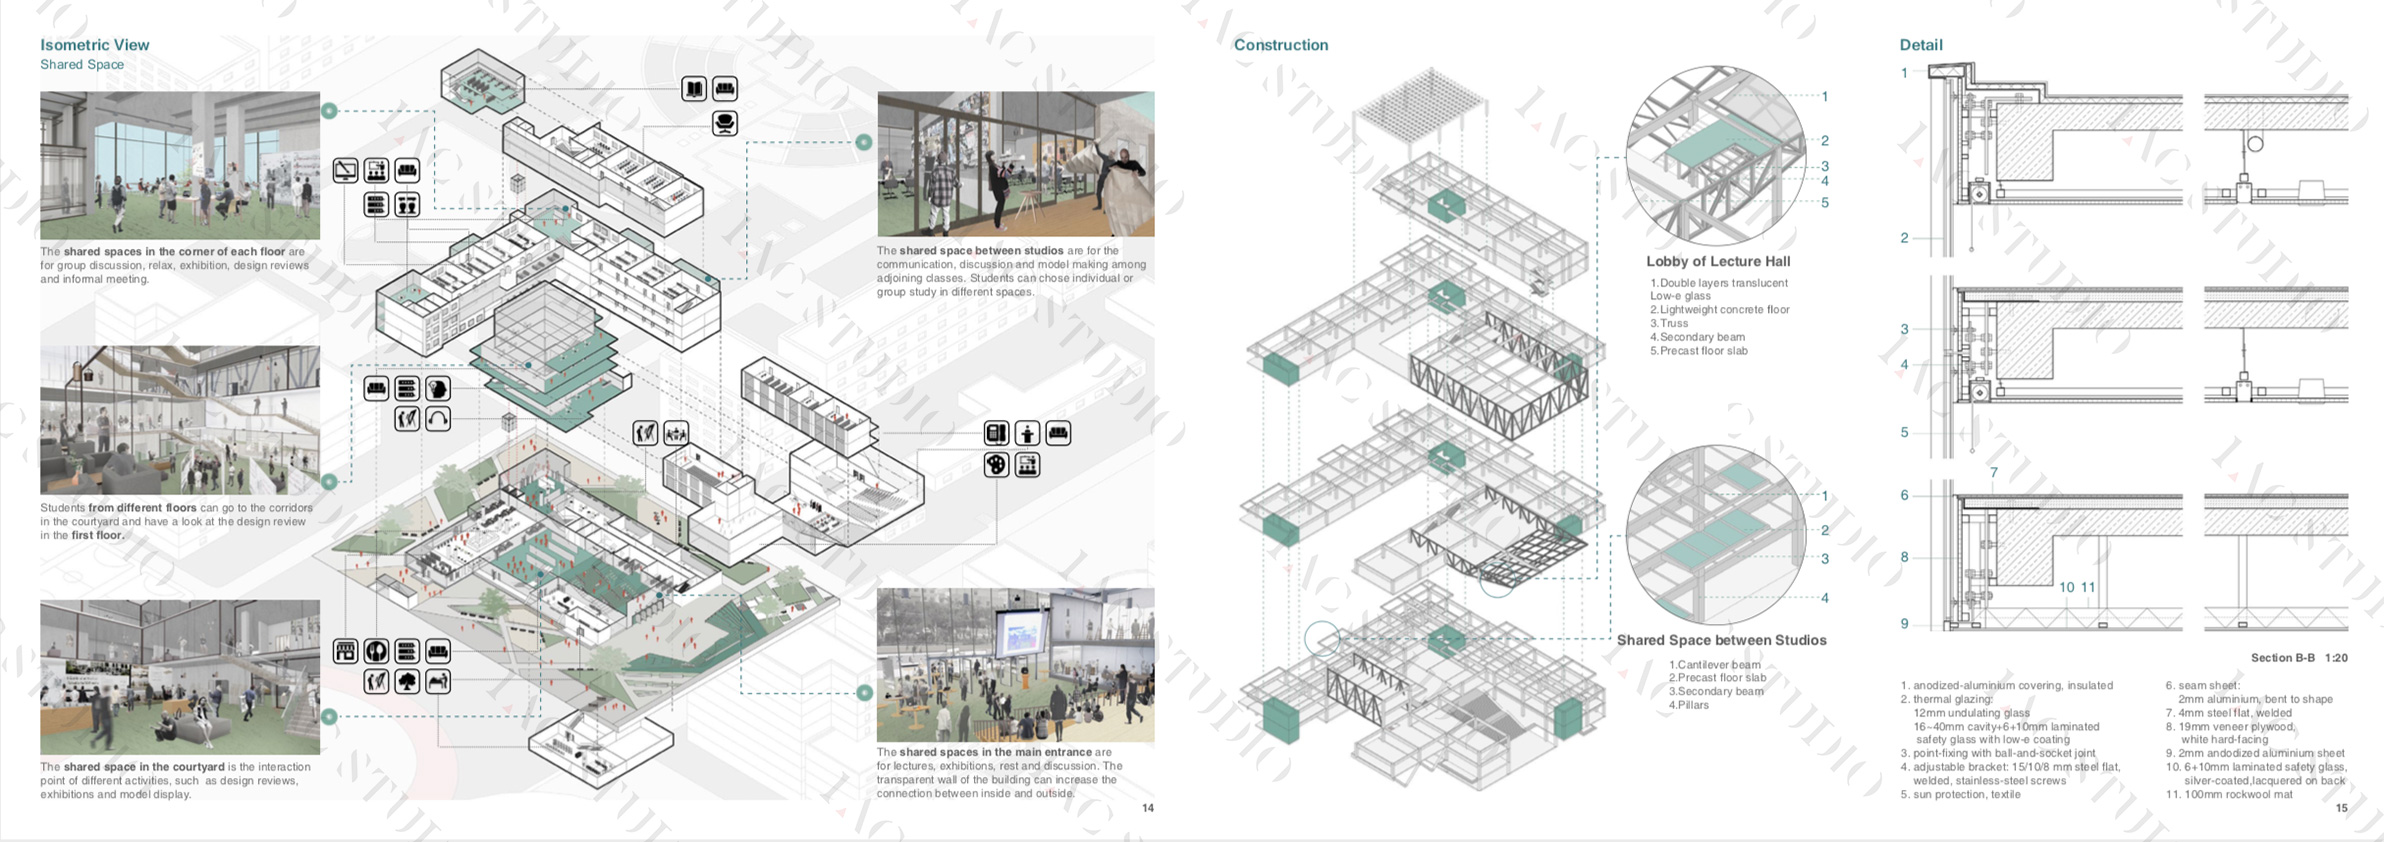 Isometric View
Shared Space
The shared spaces in the corner of each floor are
for group discussion, relax, exhibition, design reviews
and informal meeting.
Students from different floors can go to the corridors
in the courtyard and have a look at the design review
in the first floor.
The shared space in the courtyard is the interaction
point of different activities, such as design reviews,
exhibitions and model display.
The shared space between studios are for the
communication, discussion and model making among
adjoining classes. Students can chose individual or
group study in different spaces.
The shared spaces in the main entrance are
for lectures, exhibitions, rest and discussion. The
transparent wall of the building can increase the
connection between inside and outside.
14
Construction
1
2
3
4
5
Lobby of Lecture Hall
1.Double layers translucent
Low-e glass
2.Lightweight concrete floor
3.Truss
4.Secondary beam
5.Precast floor slab
1
2
3
4
Shared Space between Studios
1.Cantilever beam
2.Precast floor slab
3.Secondary beam
4.Pillars
Detail
1
2
3
4
5
7
6
8
10 11
9
Section B-B 1:20
1. anodized-aluminium covering, insulated
2. thermal glazing:
12mm undulating glass
16~40mm cavity+6+10mm laminated
safety glass with low-e coating
3. point-fixing with ball-and-socket joint
4. adjustable bracket: 15/10/8 mm steel flat,
welded, stainless-steel screws
5. sun protection, textile
6. seam sheet:
2mm aluminium, bent to shape
7. 4mm steel flat, welded
8. 19mm veneer plywood,
white hard-facing
9. 2mm andodized aluminium sheet
10. 6+10mm laminated safety glass,
silver-coated,lacquered on back
11. 100mm rockwool mat
15